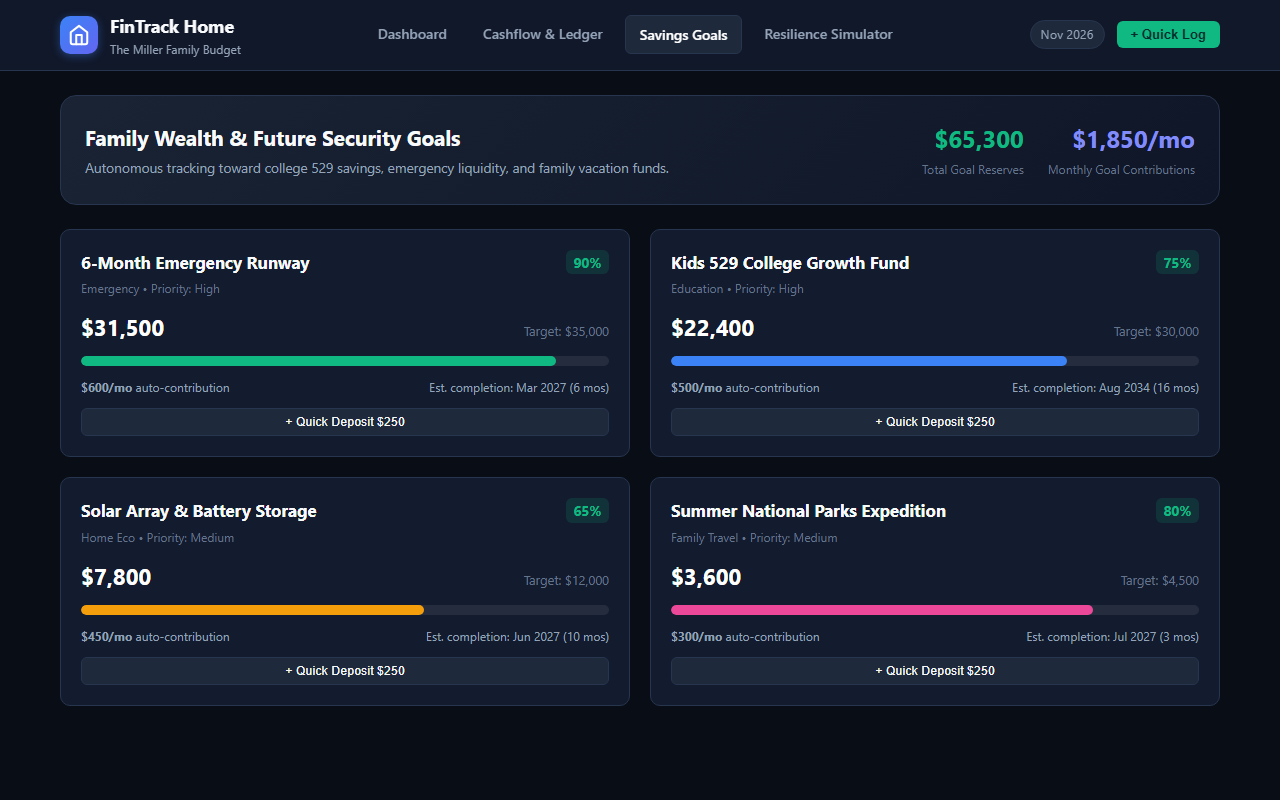 FinTrack Home
The Miller Family Budget
Dashboard
Cashflow & Ledger
Savings Goals
Resilience Simulator
Nov 2026
+ Quick Log
Family Wealth & Future Security Goals
Autonomous tracking toward college 529 savings, emergency liquidity, and family vacation funds.
$65,300
Total Goal Reserves
$1,850/mo
Monthly Goal Contributions
6-Month Emergency Runway
90%
Emergency • Priority: High
$31,500
Target: $35,000
$600/mo auto-contribution
Est. completion: Mar 2027 (6 mos)
+ Quick Deposit $250
Kids 529 College Growth Fund
75%
Education • Priority: High
$22,400
Target: $30,000
$500/mo auto-contribution
Est. completion: Aug 2034 (16 mos)
+ Quick Deposit $250
Solar Array & Battery Storage
65%
Home Eco • Priority: Medium
$7,800
Target: $12,000
$450/mo auto-contribution
Est. completion: Jun 2027 (10 mos)
+ Quick Deposit $250
Summer National Parks Expedition
80%
Family Travel • Priority: Medium
$3,600
Target: $4,500
$300/mo auto-contribution
Est. completion: Jul 2027 (3 mos)
+ Quick Deposit $250